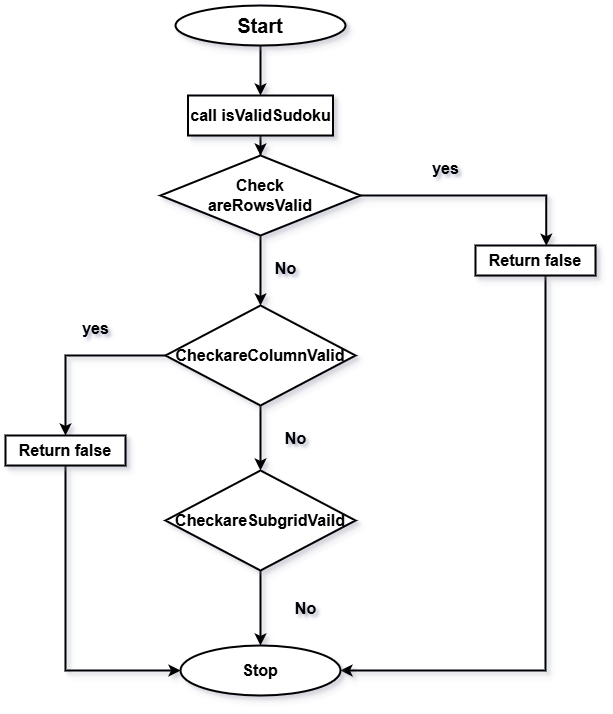 Start
call isValidSudoku
Check
areRowsValid
yes
Return false
No
yes
CheckareColumnValid
Return false
No
CheckareSubgridVaild
No
Stop